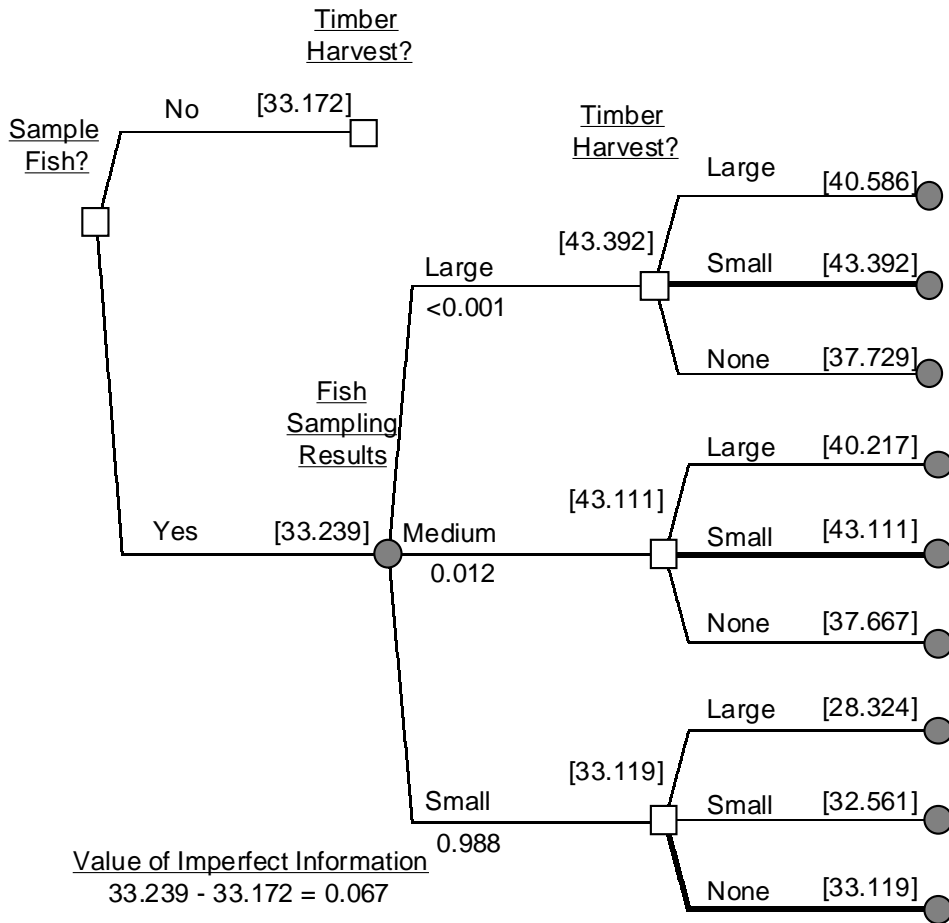 Timber
Harvest?
No
[33.172]
Sample
Fish?
Timber
Harvest?
Large
[40.586]
[43.392]
Small
[43.392]
Large
<0.001
None
[37.729]
Fish
Sampling
Results
Large
[40.217]
[43.111]
Yes
[33.239]
Medium
0.012
Small
[43.111]
None
[37.667]
Large
[28.324]
[33.119]
Small
0.988
Small
[32.561]
None
[33.119]
Value of Imperfect Information
33.239 - 33.172 = 0.067